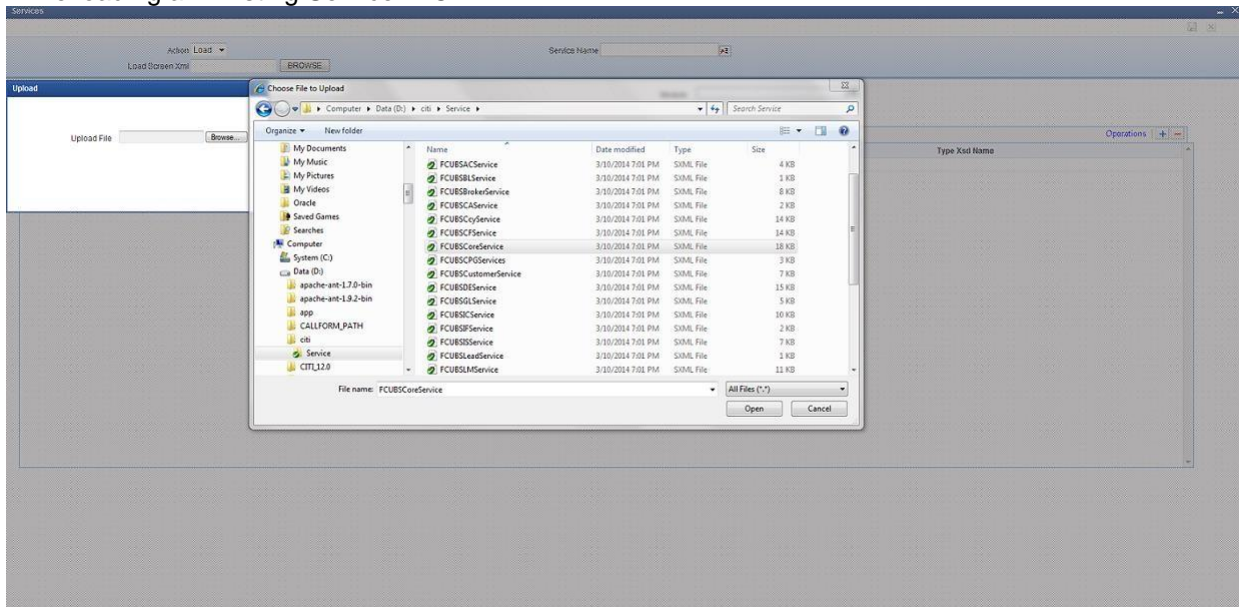 Services
Action Load
Service Name
Load Screen Xml BROWSE
Upload
Upload File Browse...
Choose File to Upload
Computer Data (D:) citi Service
Search Service
Organize New folder
Name Date modified Type Size
My Documents
My Music
My Pictures
My Videos
Oracle
Saved Games
Searches
Computer
System (C:)
Data (D:)
apache-ant-1.7.0-bin
apache-ant-1.9.2-bin
app
CALLFORM_PATH
citi
Service
CITI_12.0
FCUBSACService 3/10/2014 7:01 PM SXML File 4 KB
FCUBSBLService 3/10/2014 7:01 PM SXML File 1 KB
FCUBSBrokerService 3/10/2014 7:01 PM SXML File 8 KB
FCUBSCAService 3/10/2014 7:01 PM SXML File 2 KB
FCUBSCcyService 3/10/2014 7:01 PM SXML File 14 KB
FCUBSCFService 3/10/2014 7:01 PM SXML File 14 KB
FCUBSCoreService 3/10/2014 7:01 PM SXML File 18 KB
FCUBSCPGServices 3/10/2014 7:01 PM SXML File 3 KB
FCUBSCustomerService 3/10/2014 7:01 PM SXML File 7 KB
FCUBSDEService 3/10/2014 7:01 PM SXML File 15 KB
FCUBSGLService 3/10/2014 7:01 PM SXML File 5 KB
FCUBSICService 3/10/2014 7:01 PM SXML File 10 KB
FCUBSIFService 3/10/2014 7:01 PM SXML File 2 KB
FCUBSISService 3/10/2014 7:01 PM SXML File 7 KB
FCUBSLeadService 3/10/2014 7:01 PM SXML File 1 KB
FCUBSLMService 3/10/2014 7:01 PM SXML File 11 KB
File name: FCUBSCoreService
All Files (*.*)
Open Cancel
Operations + −
Type Xsd Name